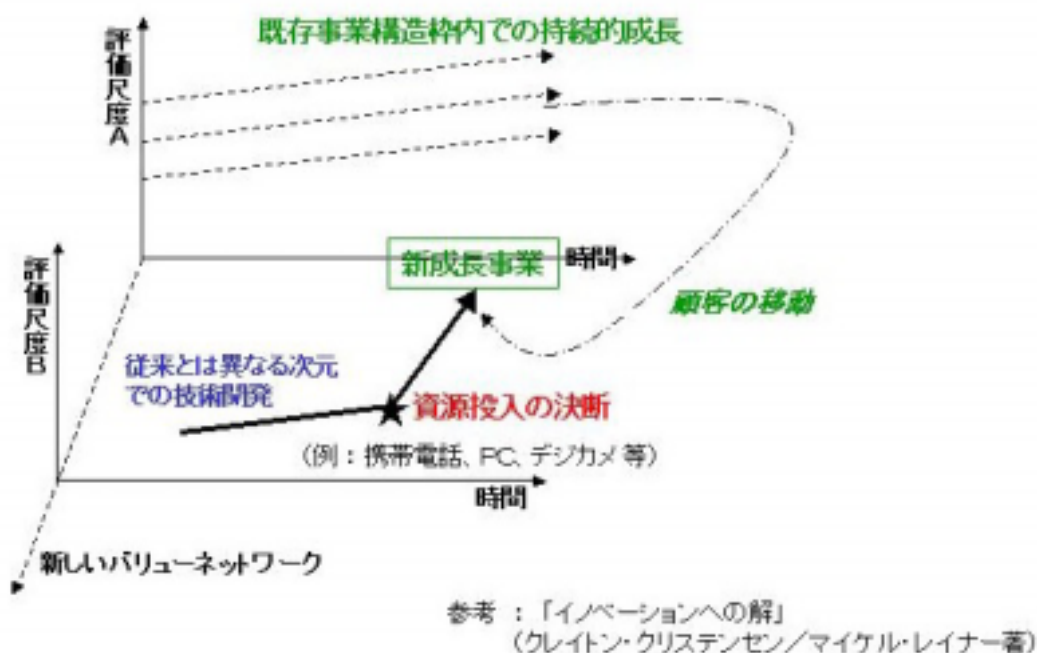 既存事業構造枠内での持続的成長
評価尺度A
新成長事業
時間
評価尺度B
顧客の移動
従来とは異なる次元
での技術開発
資源投入の決断
(例：携帯電話、PC、デジカメ等)
時間
新しいバリューネットワーク
参考 ：「イノベーションへの解」
(クレイトン・クリステンセン／マイケル・レイナー著)